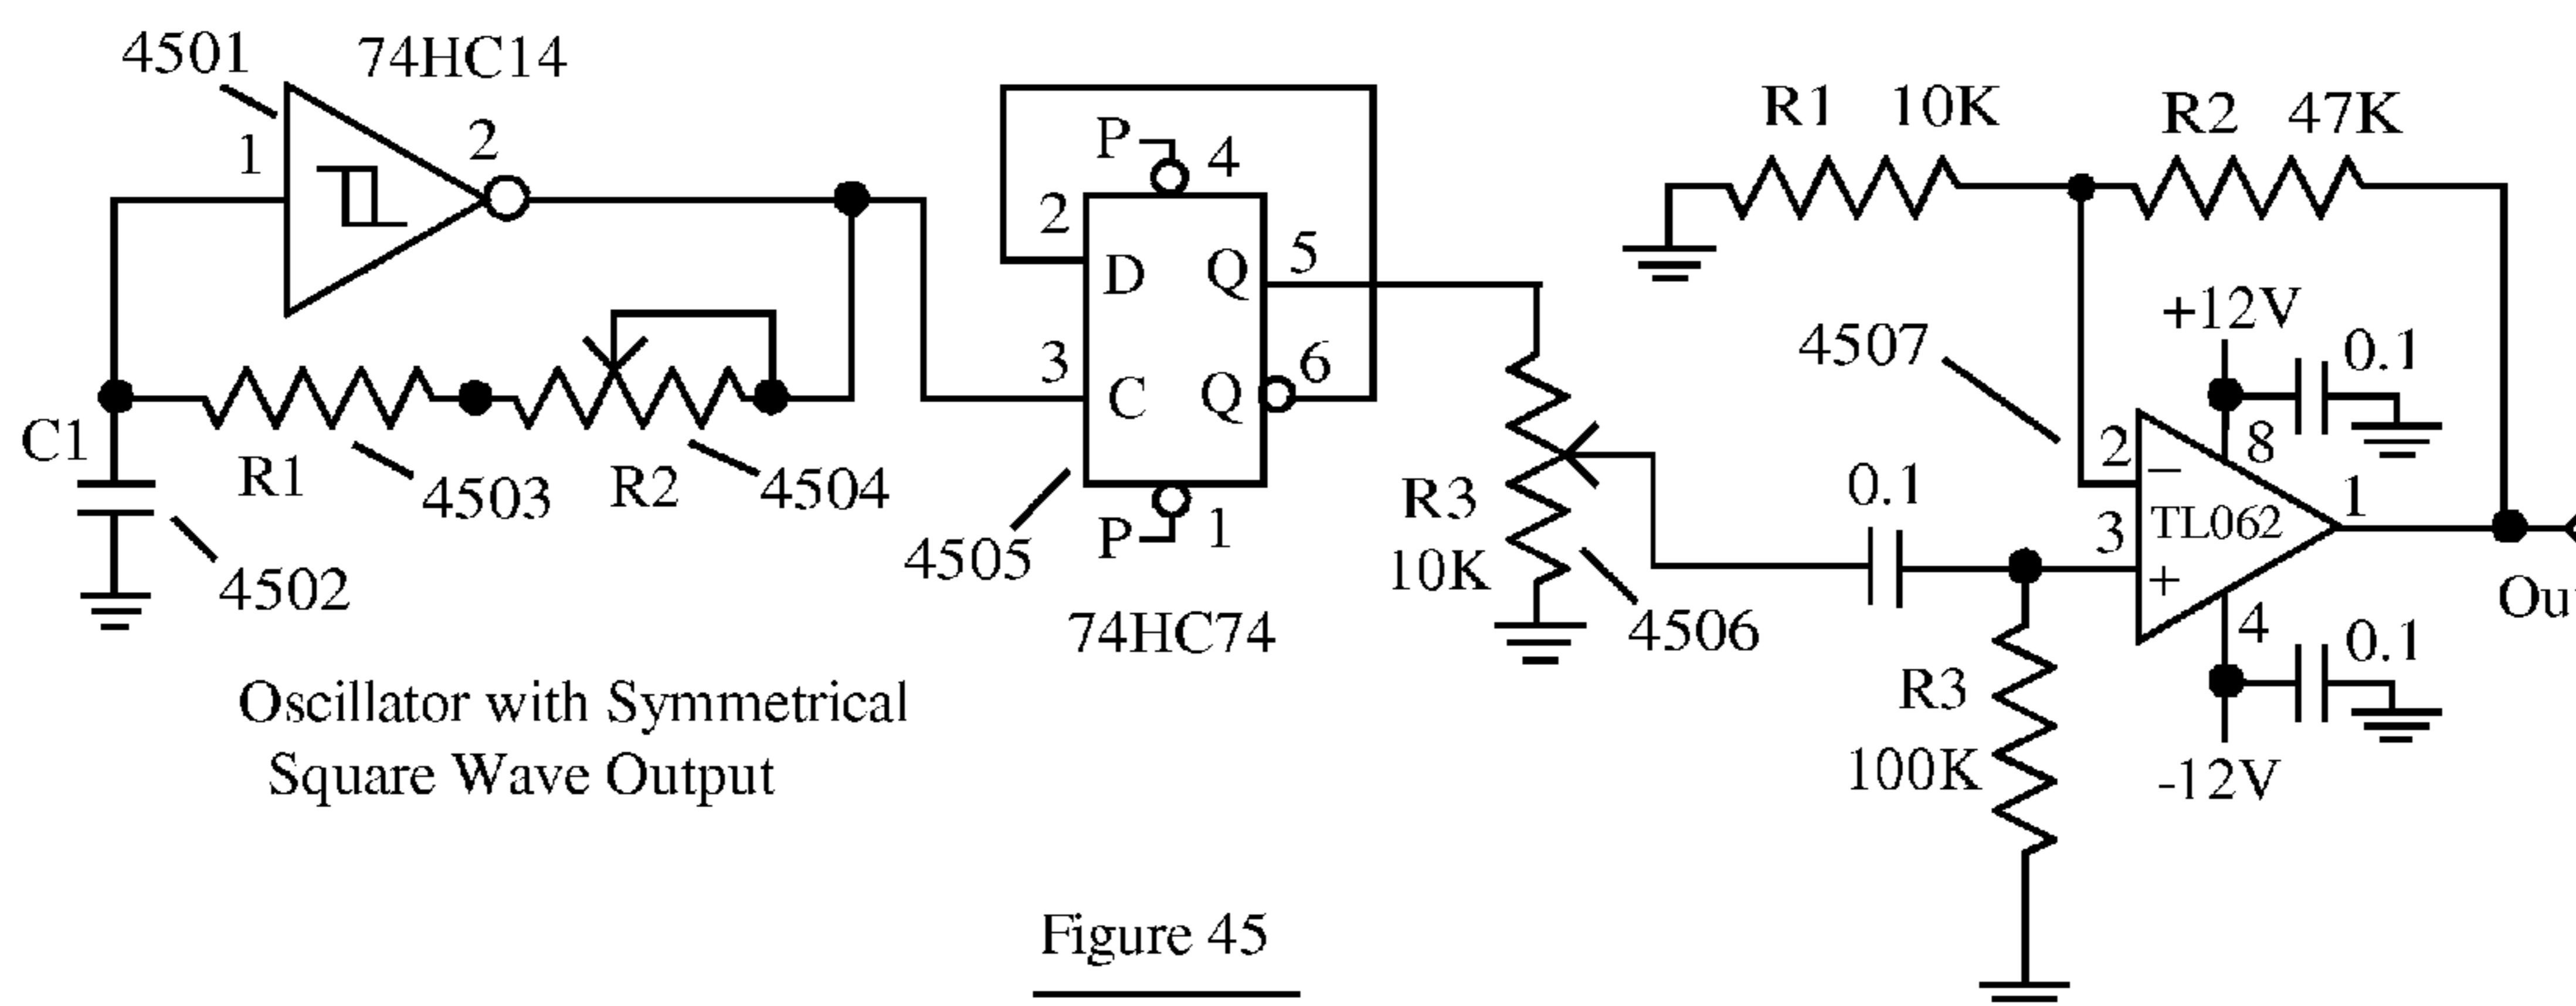 4501
74HC14
1
2
C1
R1
4503
R2
4504
4502
Oscillator with Symmetrical
Square Wave Output
P
4
2
D
Q
5
3
C
Q
6
P
1
4505
74HC74
R3
10K
4506
0.1
R1 10K
R2 47K
4507
+12V
0.1
8
2
−
TL062
1
3
+
4
0.1
-12V
R3
100K
Figure 45